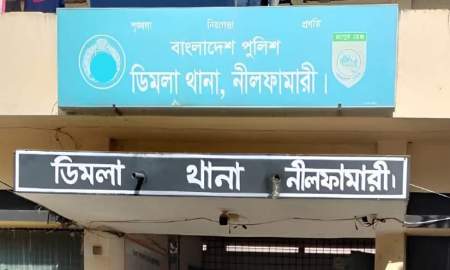 শৃঙ্খলা নিরাপত্তা প্রগতি
বাংলাদেশ পুলিশ
ডিমলা থানা, নীলফামারী।
ডিমলা থানা নীলফামারী।